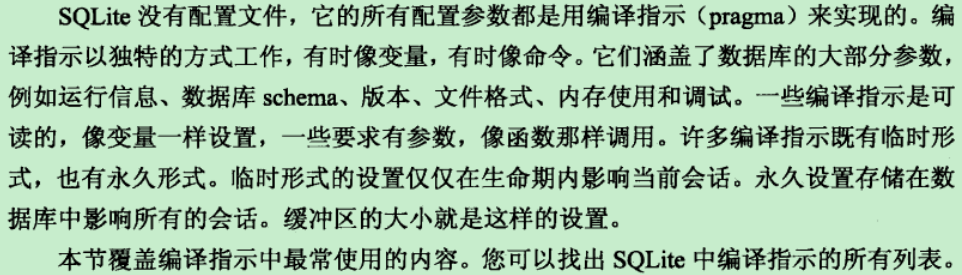 SQLite 没有配置文件，它的所有配置参数都是用编译指示（pragma）来实现的。编
译指示以独特的方式工作，有时像变量，有时像命令。它们涵盖了数据库的大部分参数，
例如运行信息、数据库 schema、版本、文件格式、内存使用和调试。一些编译指示是可
读的，像变量一样设置，一些要求有参数，像函数那样调用。许多编译指示既有临时形
式，也有永久形式。临时形式的设置仅仅在生命期内影响当前会话。永久设置存储在数
据库中影响所有的会话。缓冲区的大小就是这样的设置。
本节覆盖编译指示中最常使用的内容。您可以找出 SQLite 中编译指示的所有列表。